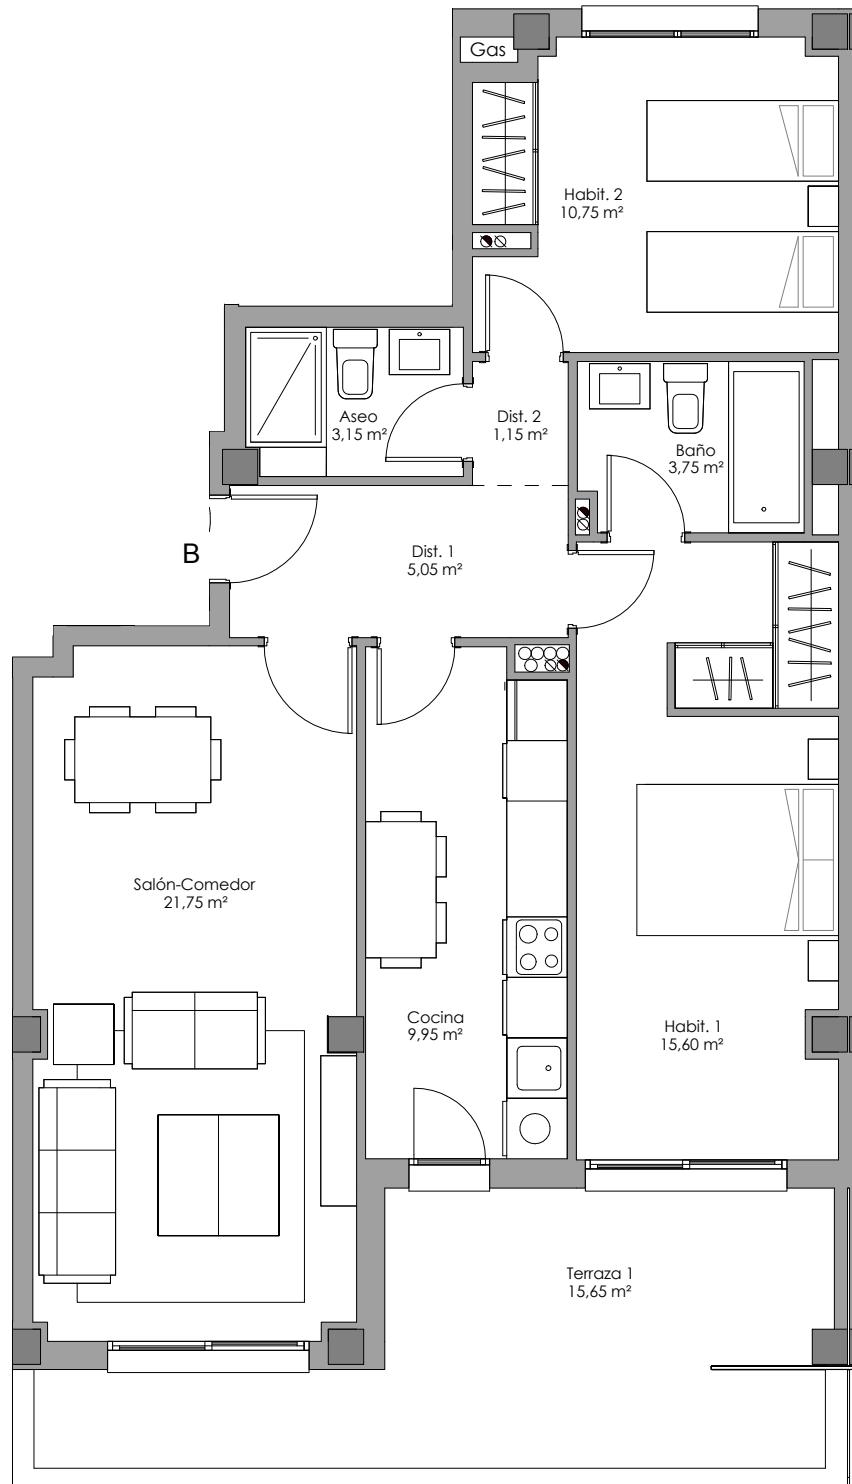 Gas
Habit. 2
10,75 m²
Aseo
3,15 m²
Dist. 2
1,15 m²
Baño
3,75 m²
B
Dist. 1
5,05 m²
Salón-Comedor
21,75 m²
Cocina
9,95 m²
Habit. 1
15,60 m²
Terraza 1
15,65 m²